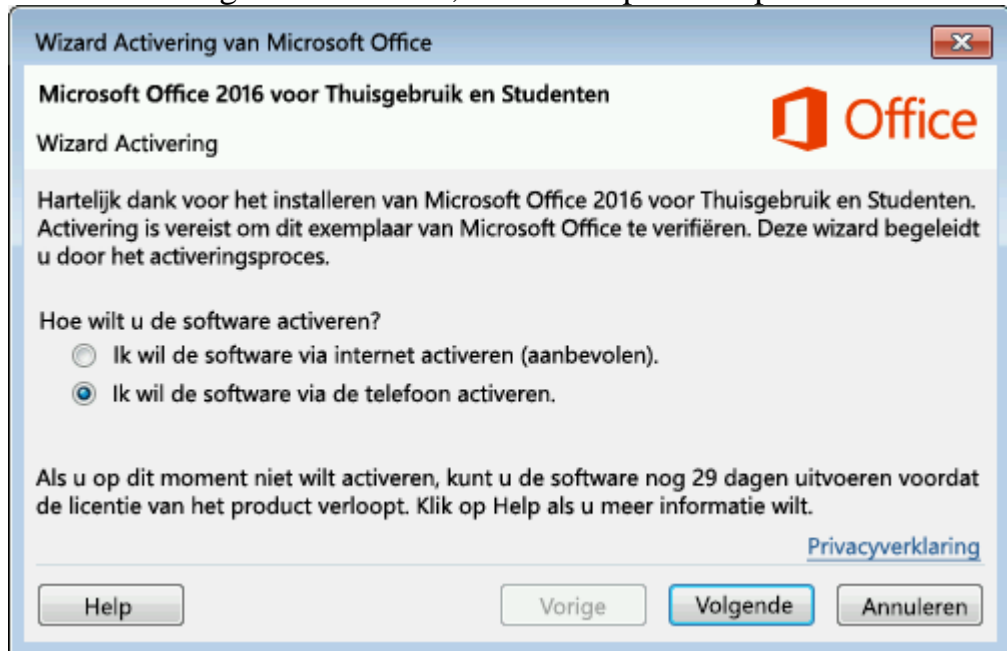 Wizard Activering van Microsoft Office
Microsoft Office 2016 voor Thuisgebruik en Studenten
Office
Wizard Activering
Hartelijk dank voor het installeren van Microsoft Office 2016 voor Thuisgebruik en Studenten.
Activering is vereist om dit exemplaar van Microsoft Office te verifiëren. Deze wizard begeleidt
u door het activeringsproces.
Hoe wilt u de software activeren?
Ik wil de software via internet activeren (aanbevolen).
Ik wil de software via de telefoon activeren.
Als u op dit moment niet wilt activeren, kunt u de software nog 29 dagen uitvoeren voordat
de licentie van het product verloopt. Klik op Help als u meer informatie wilt.
Privacyverklaring
Help Vorige Volgende Annuleren